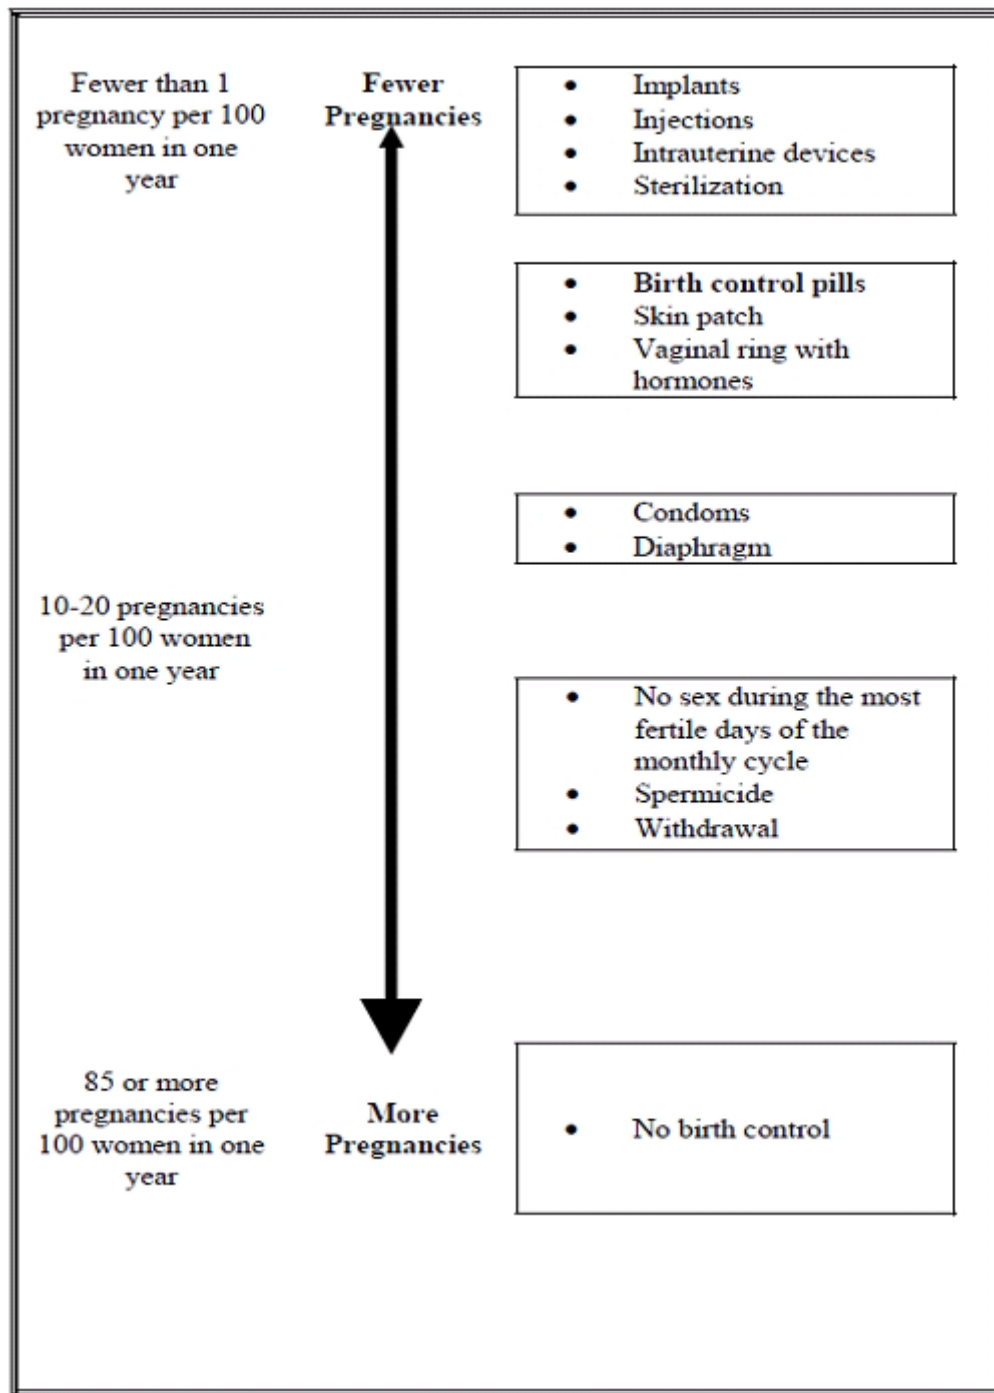 Fewer than 1
pregnancy per 100
women in one
year
Fewer
Pregnancies
• Implants
• Injections
• Intrauterine devices
• Sterilization
• Birth control pills
• Skin patch
• Vaginal ring with
hormones
• Condoms
• Diaphragm
10-20 pregnancies
per 100 women
in one year
• No sex during the most
fertile days of the
monthly cycle
• Spermicide
• Withdrawal
85 or more
pregnancies per
100 women in one
year
More
Pregnancies
• No birth control